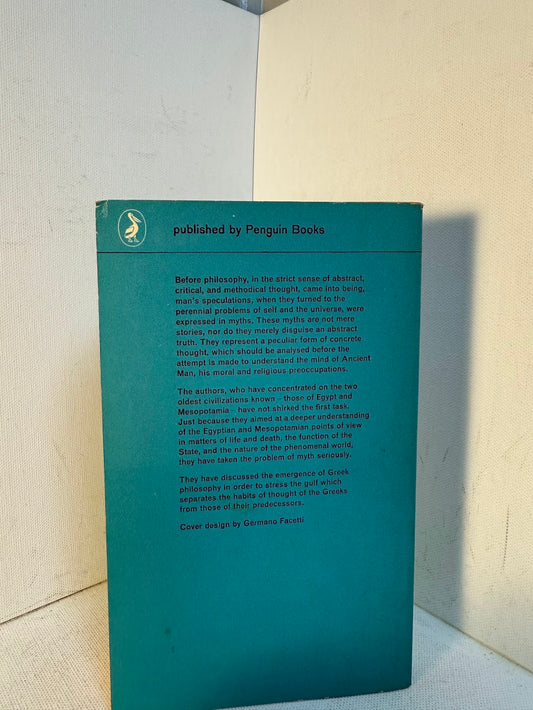 published by Penguin Books
Before philosophy, in the strict sense of abstract,
critical, and methodical thought, came into being,
man's speculations, when they turned to the
perennial problems of self and the universe, were
expressed in myths. These myths are not mere
stories, nor do they merely disguise an abstract
truth. They represent a peculiar form of concrete
thought, which should be analysed before the
attempt is made to understand the mind of Ancient
Man, his moral and religious preoccupations.
The authors, who have concentrated on the two
oldest civilizations known – those of Egypt and
Mesopotamia – have not shirked the first task.
Just because they aimed at a deeper understanding
of the Egyptian and Mesopotamian points of view
in matters of life and death, the function of the
State, and the nature of the phenomenal world,
they have taken the problem of myth seriously.
They have discussed the emergence of Greek
philosophy in order to stress the gulf which
separates the habits of thought of the Greeks
from those of their predecessors.
Cover design by Germano Facetti